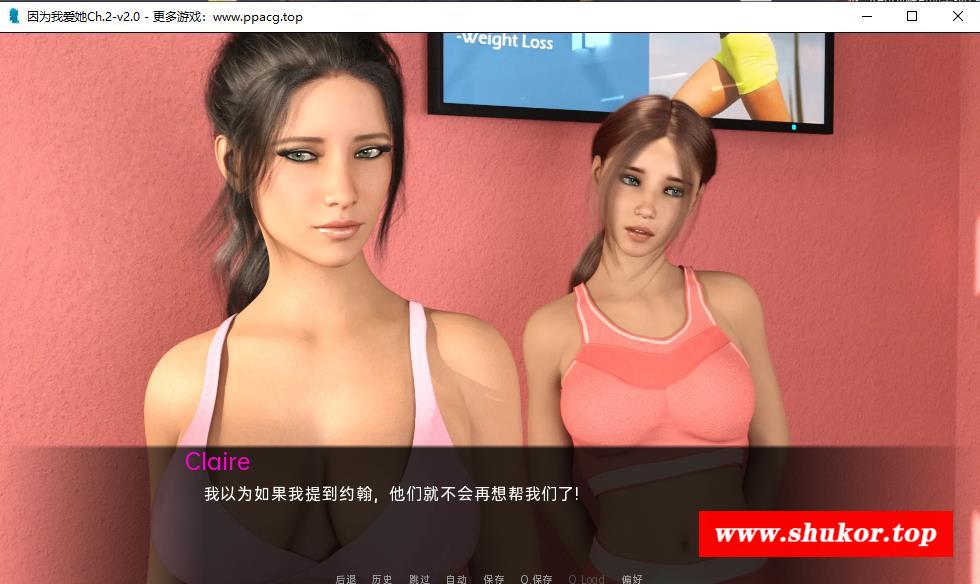 因为我爱她Ch.2-v2.0 - 更多游戏：www.ppacg.top
-Weight Loss
Claire
我以为如果我提到约翰，他们就不会再想帮我们了!
www.shukor.top
后退 历史 跳过 自动 保存 Q.保存 Q.Load 偏好